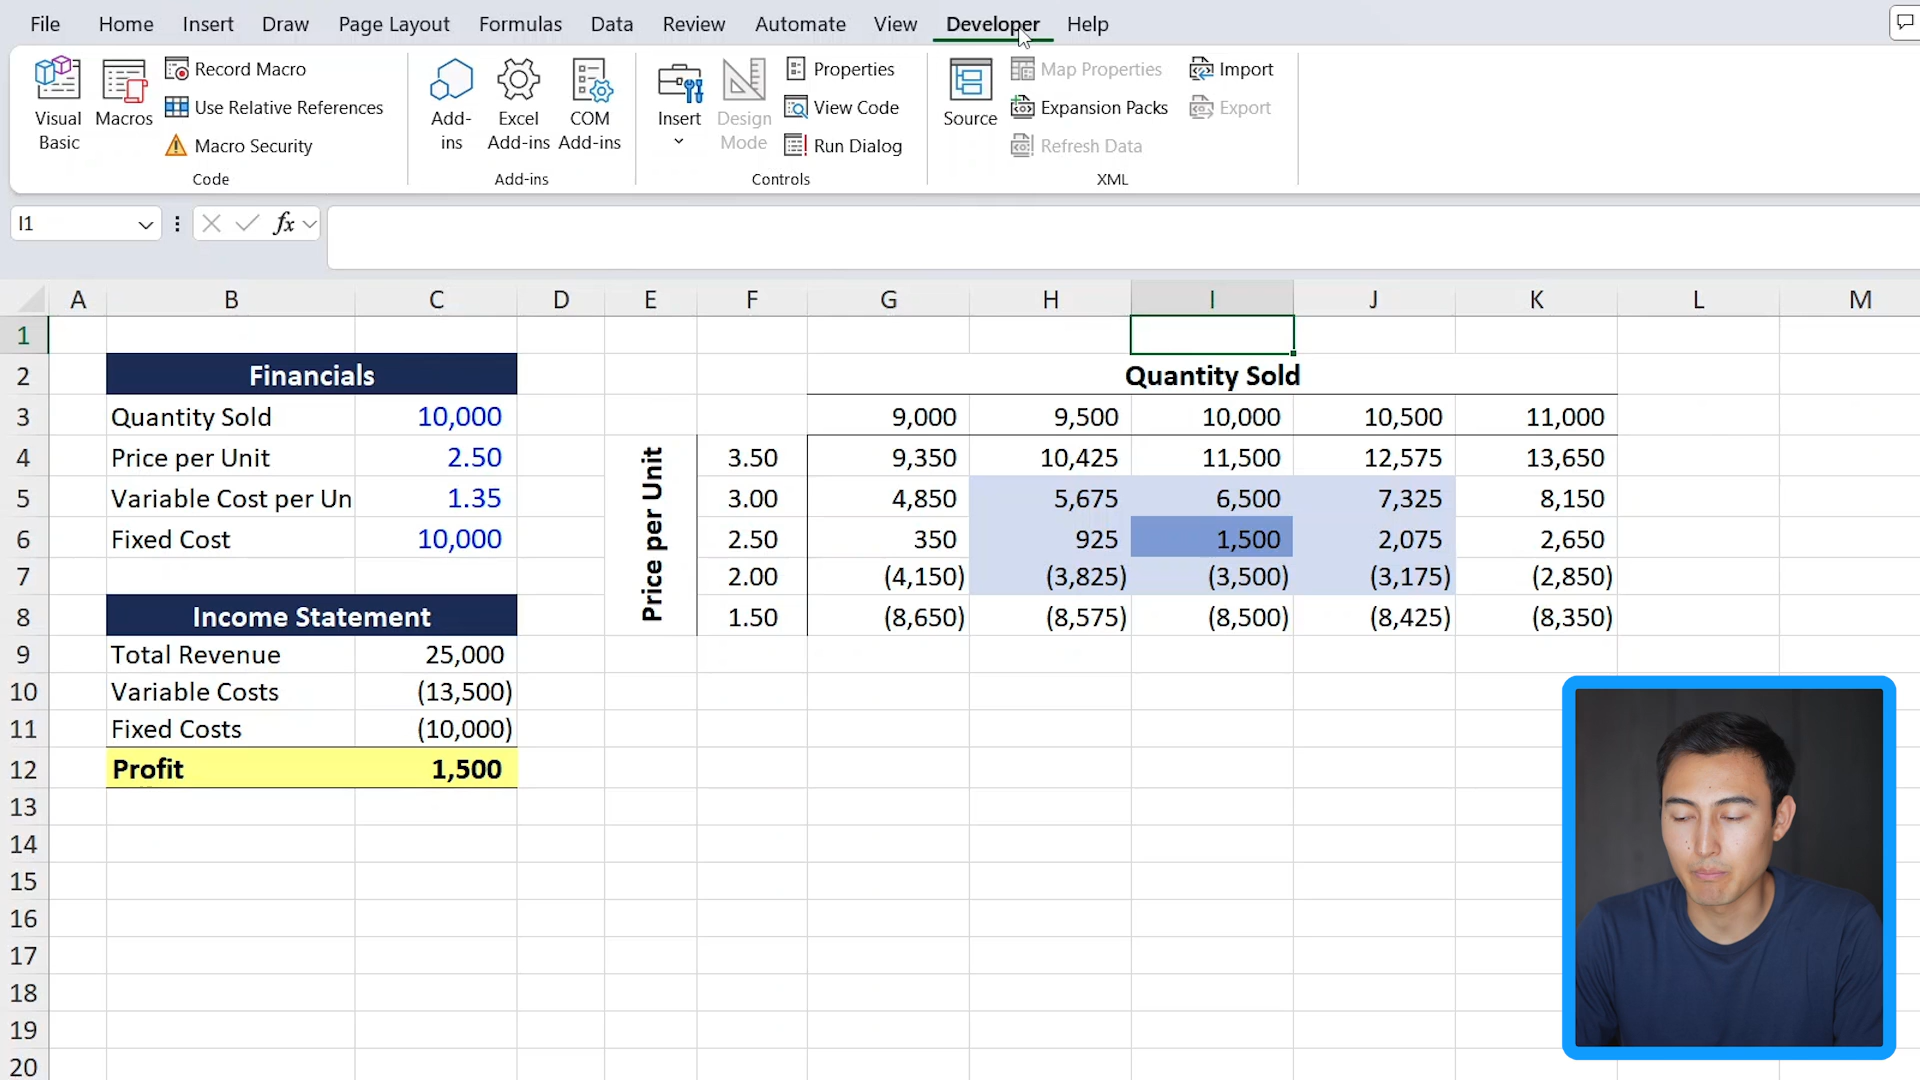 File Home Insert Draw Page Layout Formulas Data Review Automate View Developer Help
Visual Basic
Macros
Record Macro
Use Relative References
Macro Security
Code
Add-ins
Excel Add-ins
COM Add-ins
Add-ins
Insert
Design Mode
Properties
View Code
Run Dialog
Controls
Source
Map Properties
Expansion Packs
Refresh Data
Import
Export
XML
I1 fx
A B C D E F G H I J K L M
1
2 Financials Quantity Sold
3 Quantity Sold 10,000 9,000 9,500 10,000 10,500 11,000
Price per Unit
4 Price per Unit 2.50 3.50 9,350 10,425 11,500 12,575 13,650
5 Variable Cost per Un 1.35 3.00 4,850 5,675 6,500 7,325 8,150
6 Fixed Cost 10,000 2.50 350 925 1,500 2,075 2,650
7 2.00 (4,150) (3,825) (3,500) (3,175) (2,850)
8 Income Statement 1.50 (8,650) (8,575) (8,500) (8,425) (8,350)
9 Total Revenue 25,000
10 Variable Costs (13,500)
11 Fixed Costs (10,000)
12 Profit 1,500
13
14
15
16
17
18
19
20